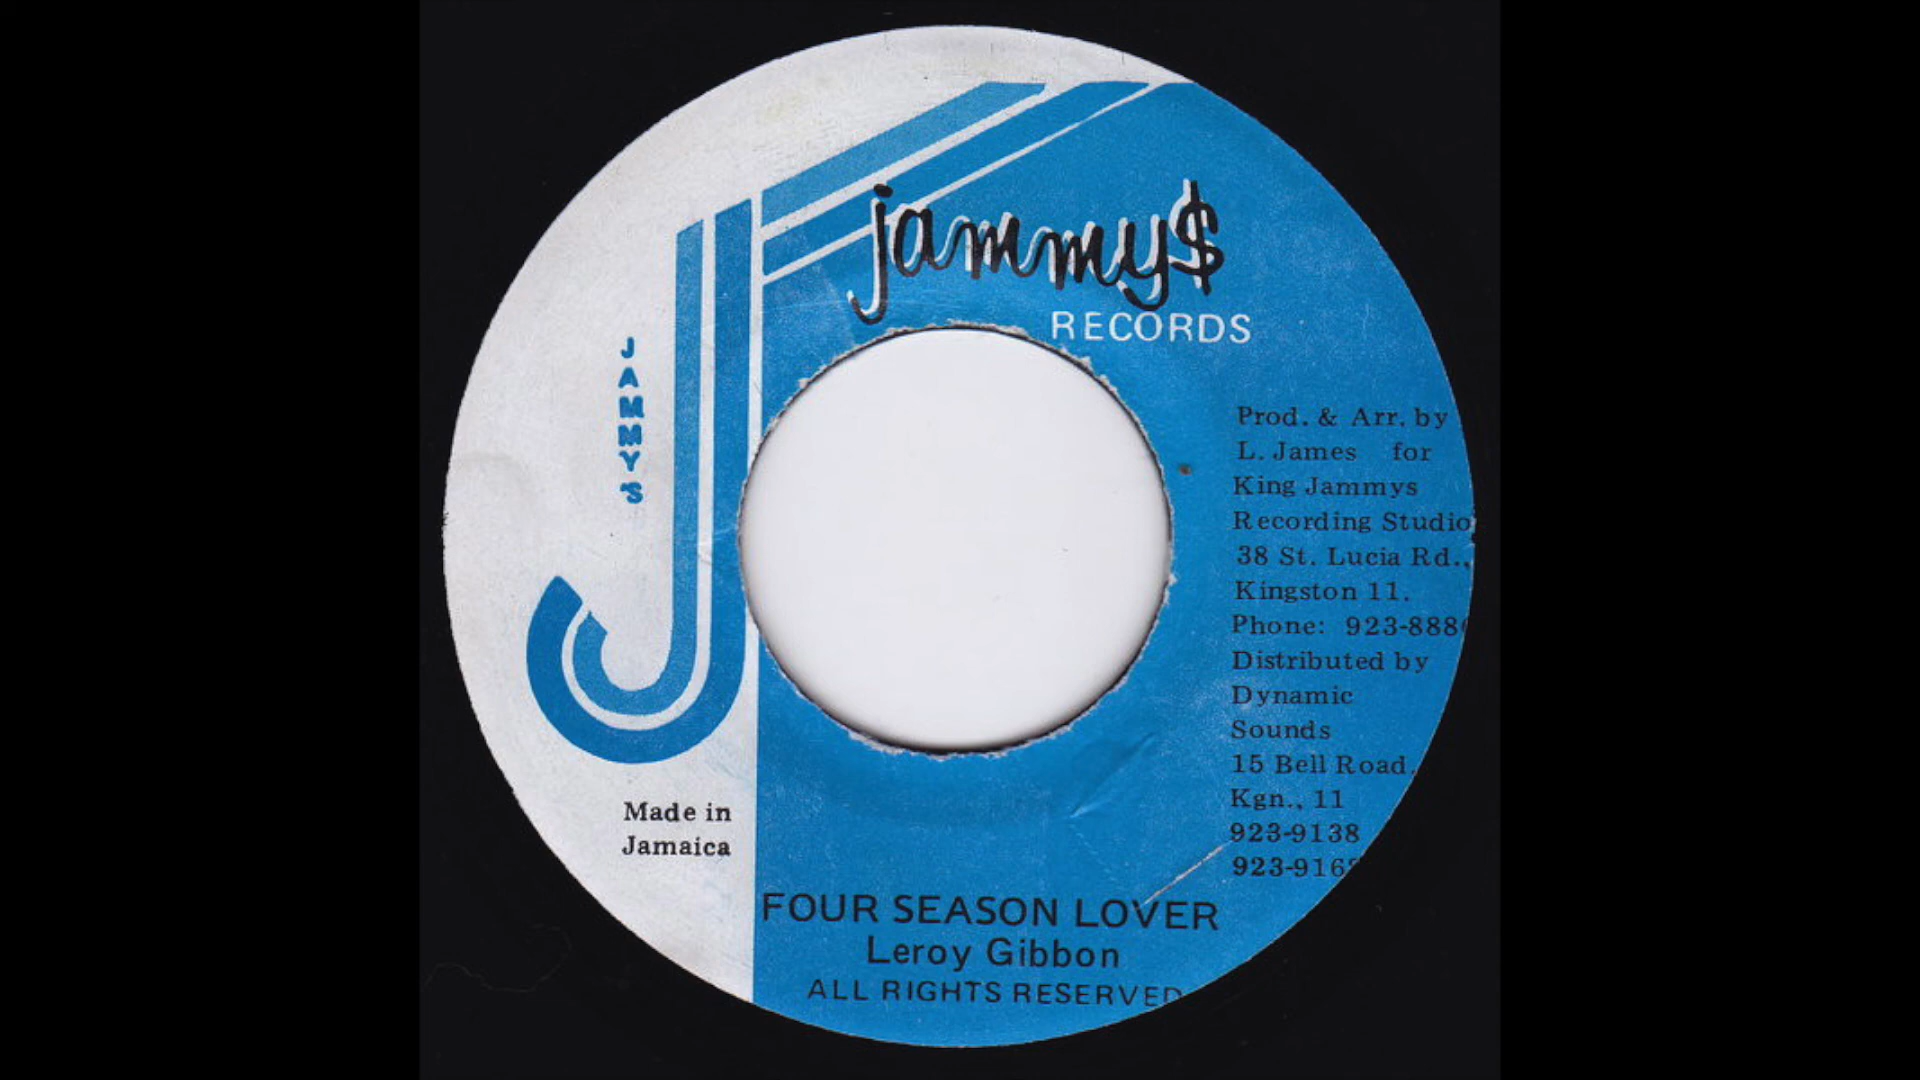 jammy$
RECORDS
JAMMY'S
Prod. & Arr. by
L. James for
King Jammys
Recording Studio
38 St. Lucia Rd.,
Kingston 11.
Phone:
Distributed by
Dynamic
Sounds
15 Bell Road,
Kgn., 11
923-9138
Made in
Jamaica
FOUR SEASON LOVER
Leroy Gibbon
ALL RIGHTS RESERVED